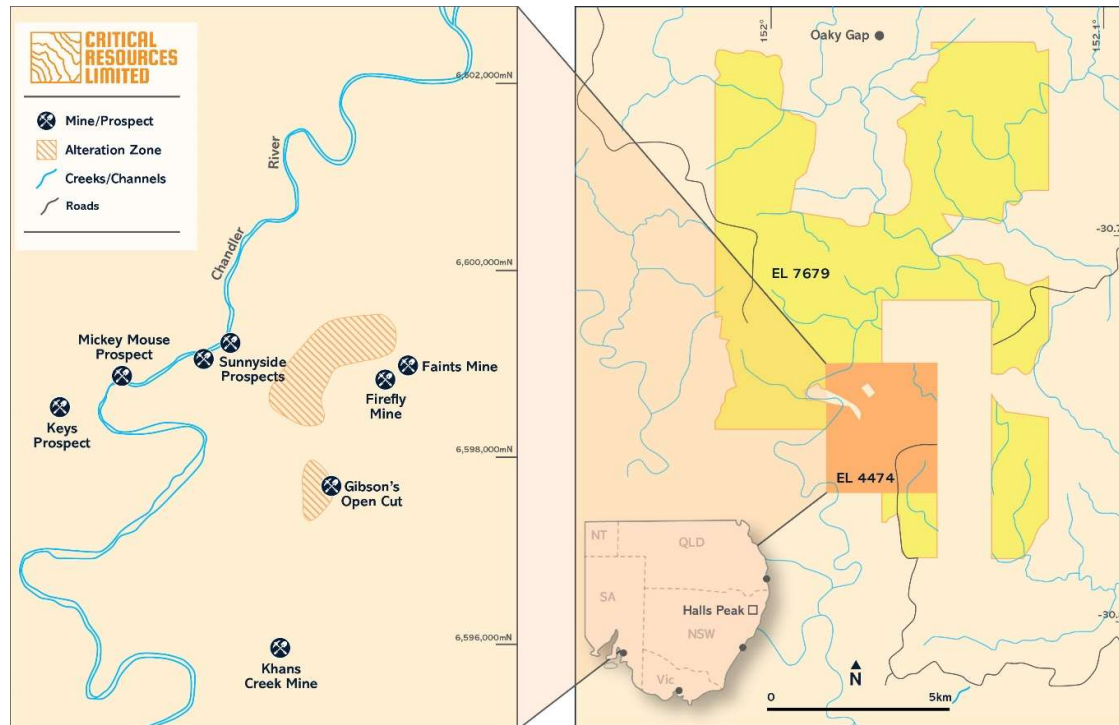 CRITICAL
RESOURCES
LIMITED
Mine/Prospect
Alteration Zone
Creeks/Channels
Roads
6,602,000mN
River
Chandler
6,600,000mN
Mickey Mouse
Prospect
Sunnyside
Prospects
Faints Mine
Firefly
Mine
Keys
Prospect
6,598,000mN
Gibson's
Open Cut
6,596,000mN
Khans
Creek Mine
152°
Oaky Gap
152.1°
-30.7
EL 7679
EL 4474
NT
QLD
SA
Halls Peak
NSW
Vic
-30.
N
0
5km